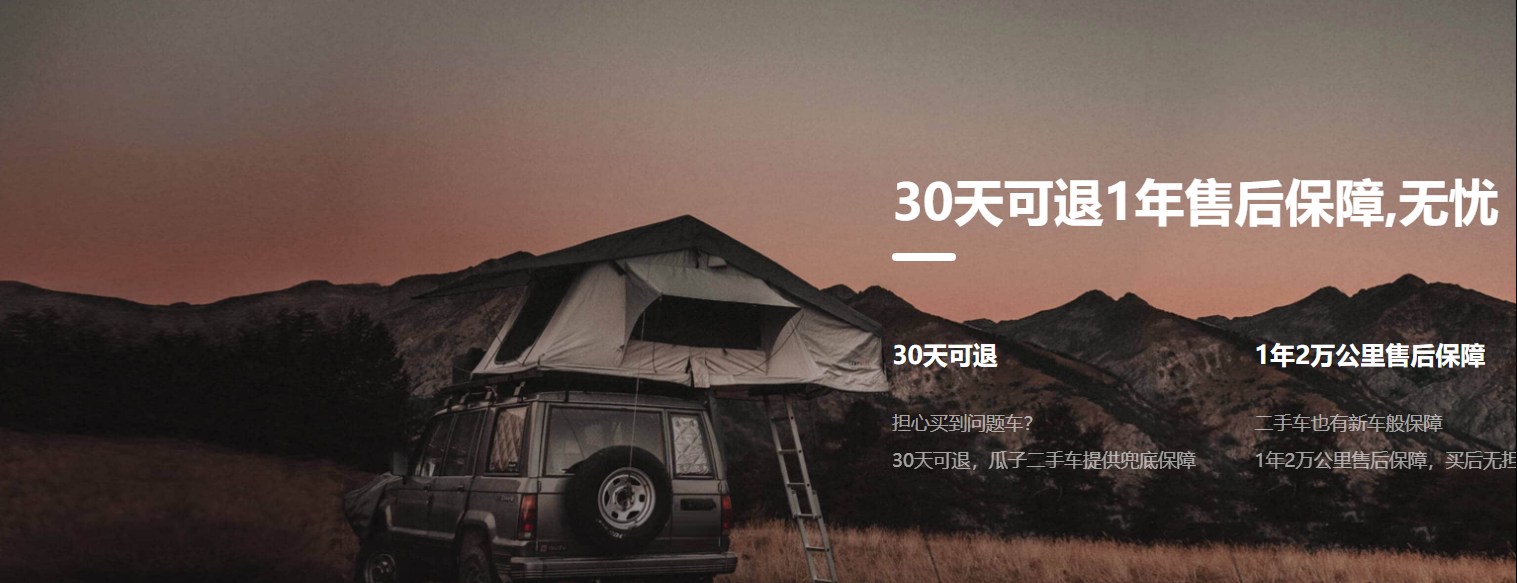 30天可退1年售后保障,无忧
30天可退
担心买到问题车?
30天可退，瓜子二手车提供兜底保障
1年2万公里售后保障
二手车也有新车般保障
1年2万公里售后保障，买后无担